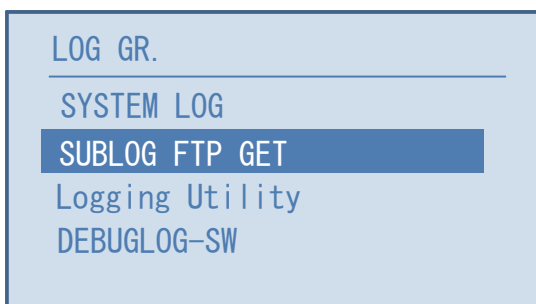 LOG GR.
SYSTEM LOG
SUBLOG FTP GET
Logging Utility
DEBUGLOG-SW